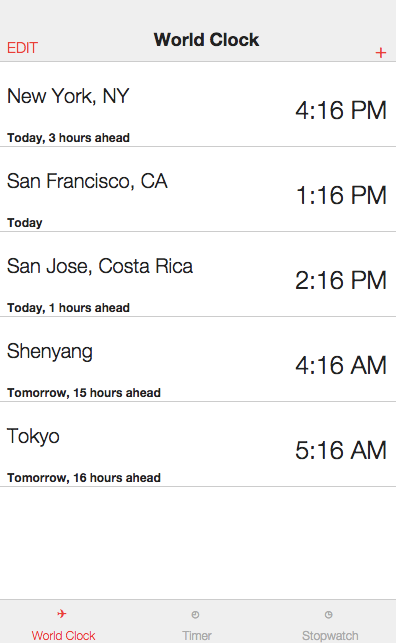 World Clock
EDIT
+
New York, NY
4:16 PM
Today, 3 hours ahead
San Francisco, CA
1:16 PM
Today
San Jose, Costa Rica
2:16 PM
Today, 1 hours ahead
Shenyang
4:16 AM
Tomorrow, 15 hours ahead
Tokyo
5:16 AM
Tomorrow, 16 hours ahead
World Clock
Timer
Stopwatch